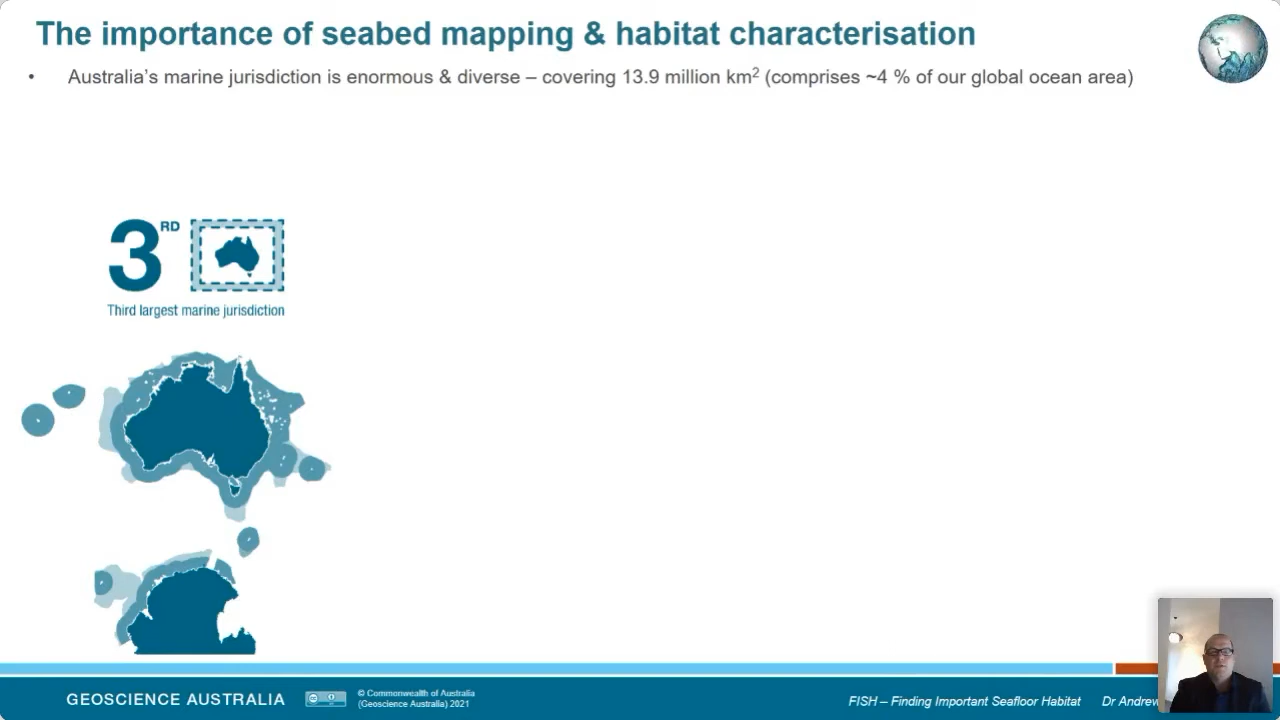 The importance of seabed mapping & habitat characterisation
• Australia's marine jurisdiction is enormous & diverse – covering 13.9 million km² (comprises ~4 % of our global ocean area)
3RD
Third largest marine jurisdiction
GEOSCIENCE AUSTRALIA
© Commonwealth of Australia
(Geoscience Australia) 2021
FISH – Finding Important Seafloor Habitat Dr Andrew